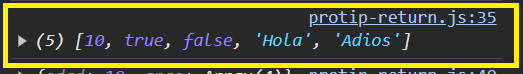 protip-return.js:35
▶ (5) [10, true, false, 'Hola', 'Adios']